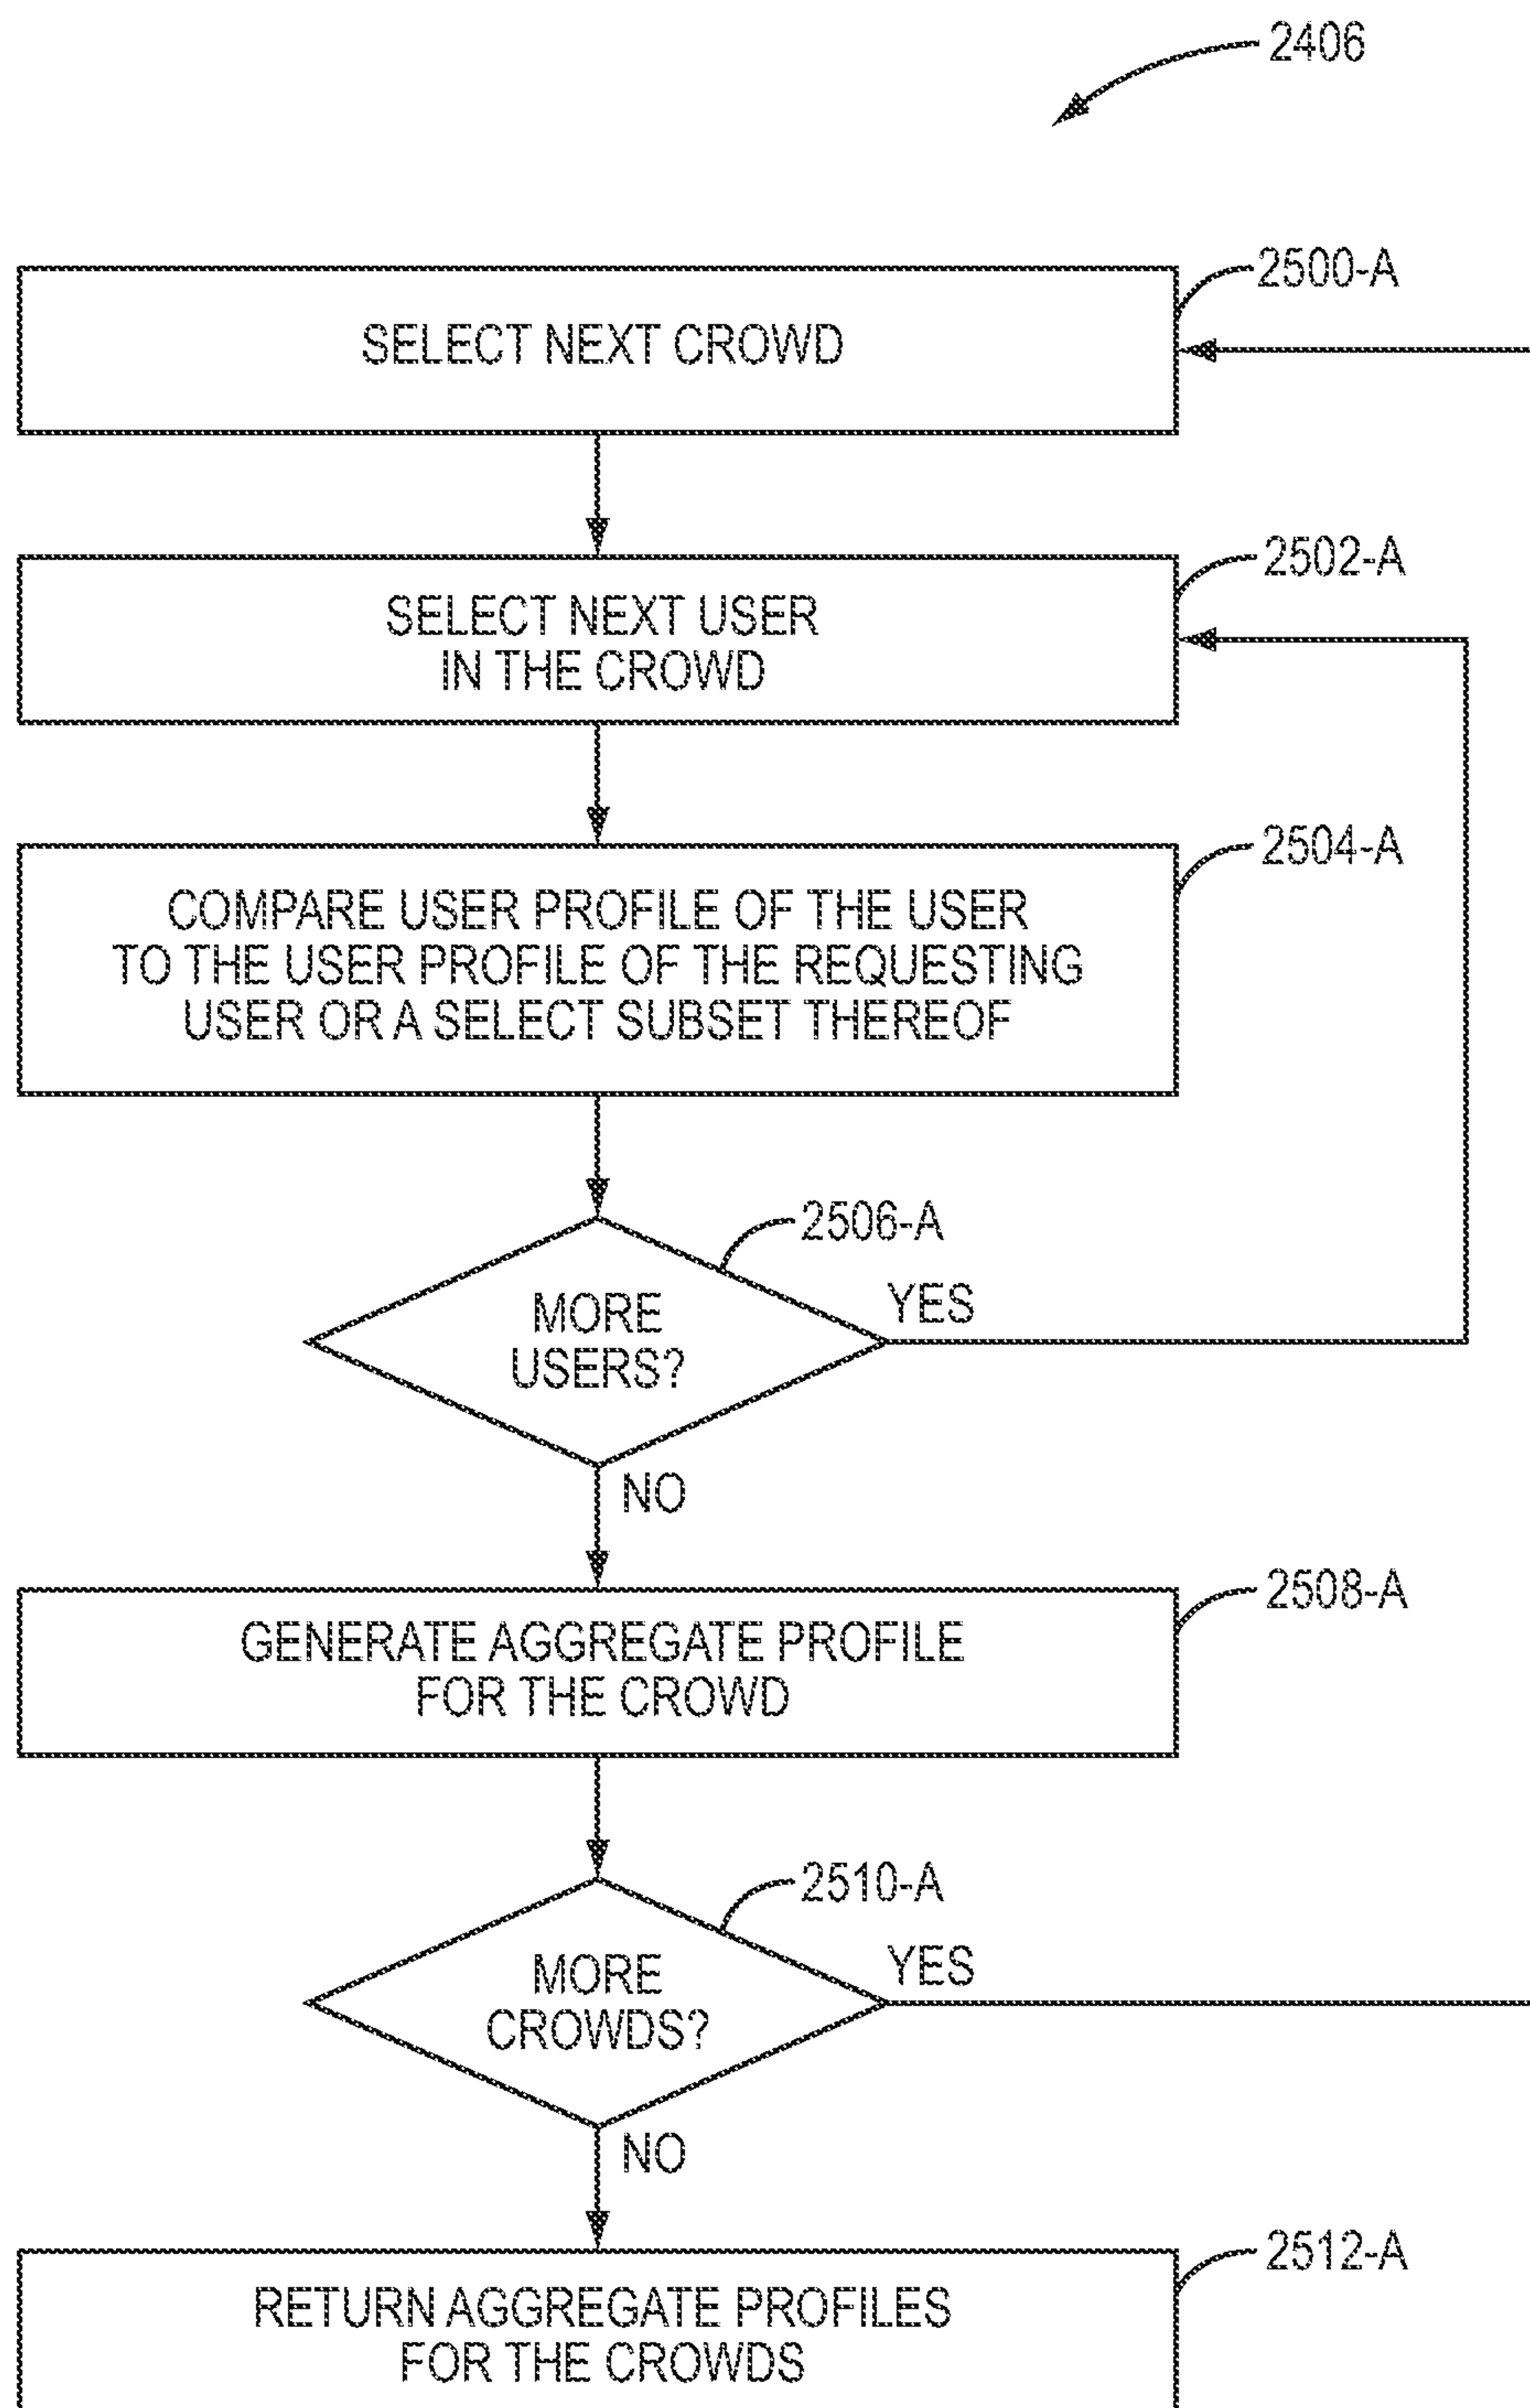 2406
2500-A
SELECT NEXT CROWD
2502-A
SELECT NEXT USER
IN THE CROWD
2504-A
COMPARE USER PROFILE OF THE USER
TO THE USER PROFILE OF THE REQUESTING
USER OR A SELECT SUBSET THEREOF
2506-A
MORE
USERS?
YES
NO
2508-A
GENERATE AGGREGATE PROFILE
FOR THE CROWD
2510-A
MORE
CROWDS?
YES
NO
2512-A
RETURN AGGREGATE PROFILES
FOR THE CROWDS